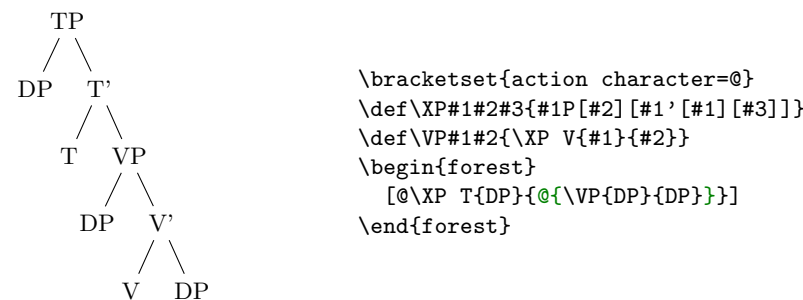 TP
DP T'
T VP
DP V'
V DP
\bracketset{action character=@}
\def\XP#1#2#3{#1P[#2][#1'[#1][#3]]}
\def\VP#1#2{\XP V{#1}{#2}}
\begin{forest}
[@\XP T{DP}{@{\VP{DP}{DP}}}]
\end{forest}